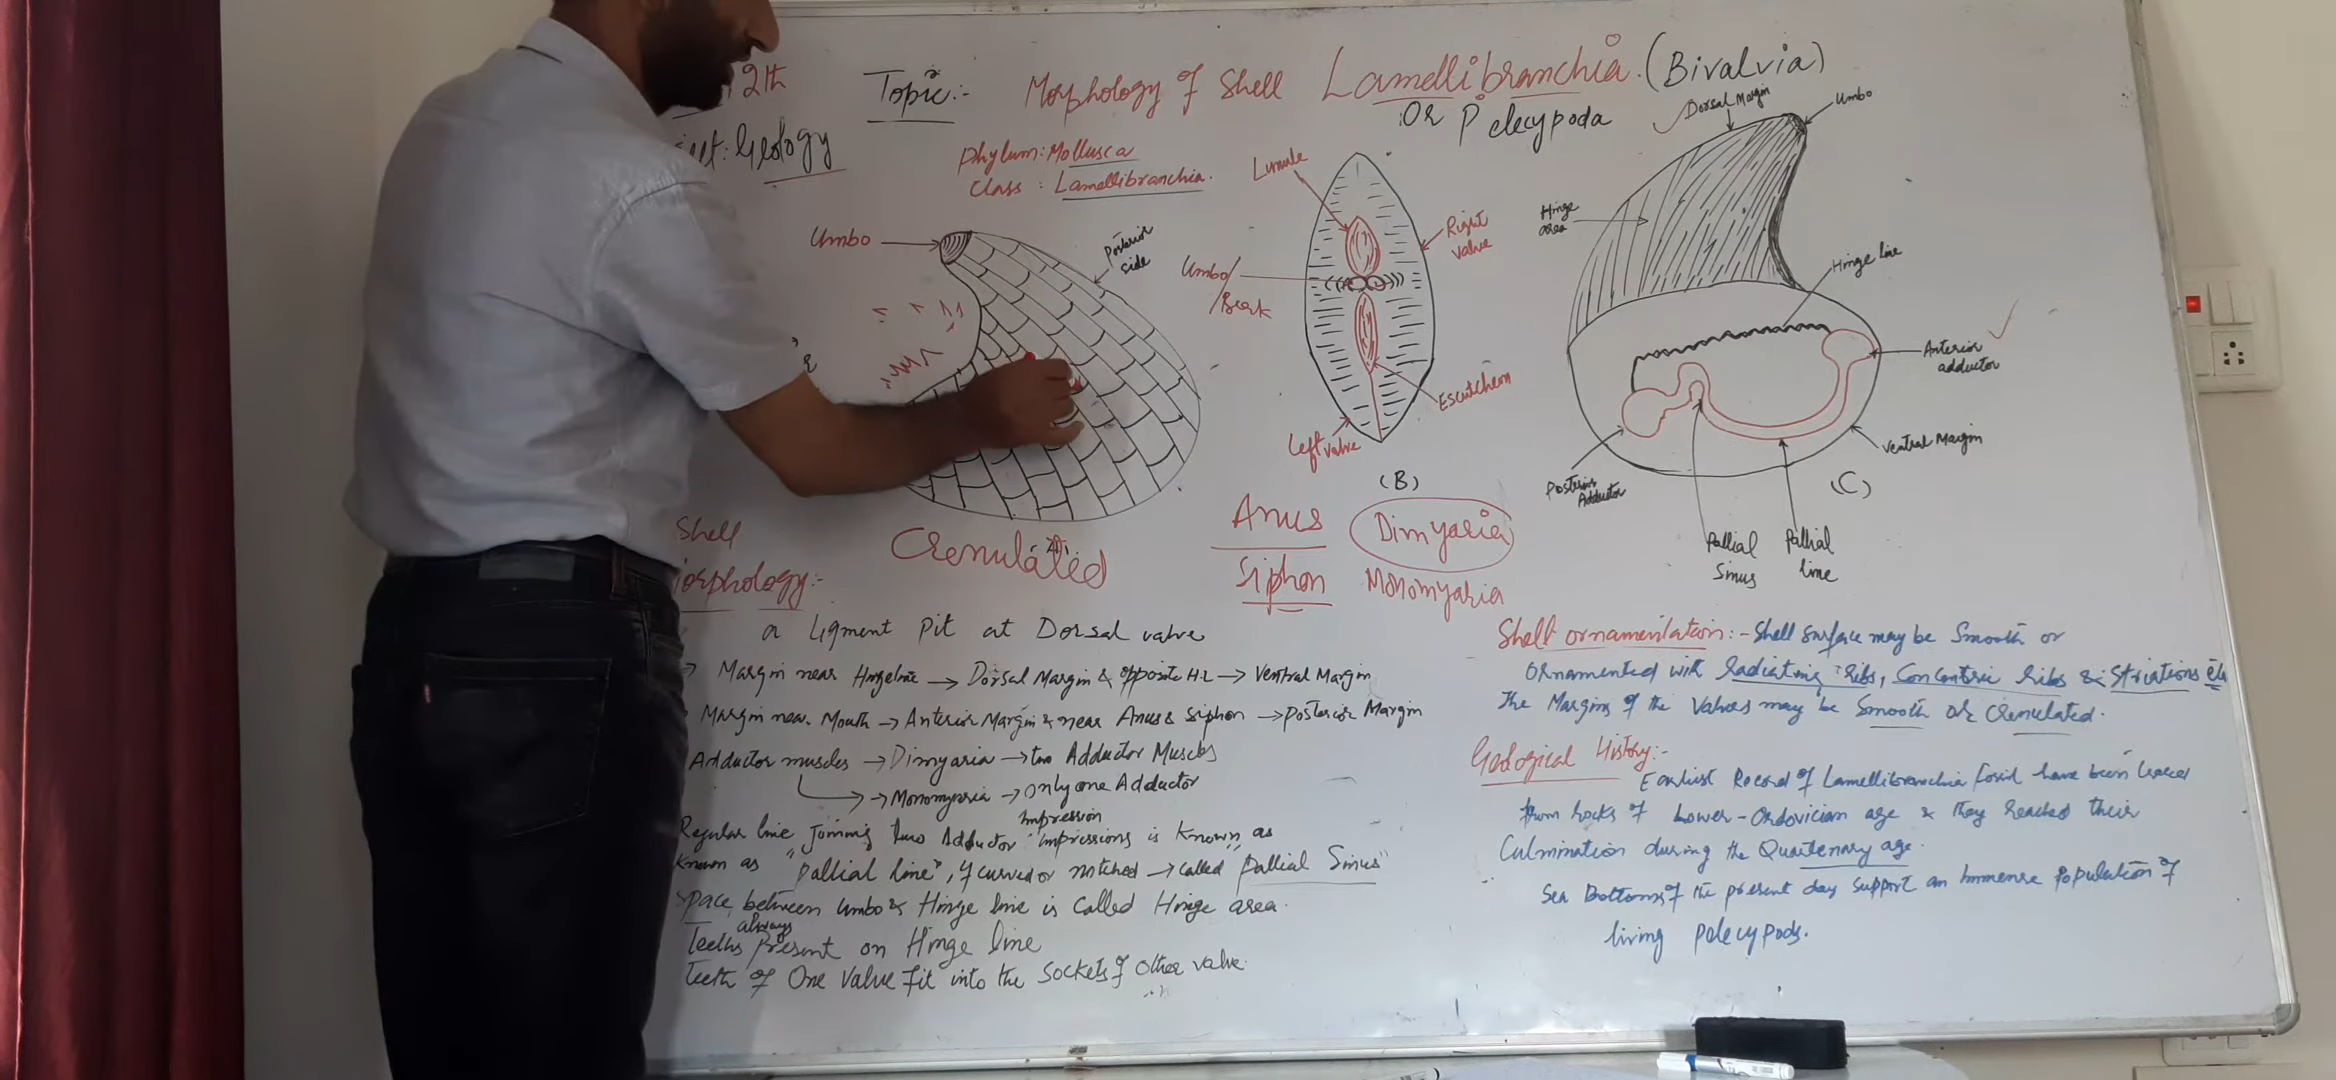 2th
Topic:- Morphology of Shell Lamellibranchia. (Bivalvia)
Or Pelecypoda
Geology
Phylum: Mollusca
Class : Lamellibranchia.
Umbo
Posterior side
(A)
Crenulated
Lunule
Right valve
Umbo/
Beak
Escutcheon
Left valve
(B)
Anus
Siphon
Dimyaria
Monomyaria
Dorsal Margin
Umbo
Hinge area
Hinge line
Anterior adductor
Ventral Margin
Posterior Adductor
(C)
Pallial Sinus
Pallial line
Shell
orphology:-
a ligment Pit at Dorsal valve
Margin near Hingeline → Dorsal Margin & opposite H.L → Ventral Margin
Margin near Mouth → Anterior Margin & near Anus & Siphon → Posterior Margin
Adductor muscles → Dimyaria → two Adductor Muscles
→ Monomyaria → Only one Adductor
impression
Regular line joining two Adductor impressions is known as
known as "Pallial line", if curved or notched → called Pallial Sinus"
Space between umbo & Hinge line is called Hinge area.
always
Teeths Present on Hinge line
Teeth of One Valve fit into the Sockets of Other valve.
Shell ornamentation:- Shell surface may be Smooth or
Ornamented with radiating ribs, Concentric ribs & Striations etc
The Margins of the Valves may be Smooth or Crenulated.
Geological History:-
Earliest Record of Lamellibranchia fossil have been traced
from rocks of Lower-Ordovician age & they reached their
Culmination during the Quartenary age.
Sea Bottoms of the present day support an immense population of
living pelecypods.